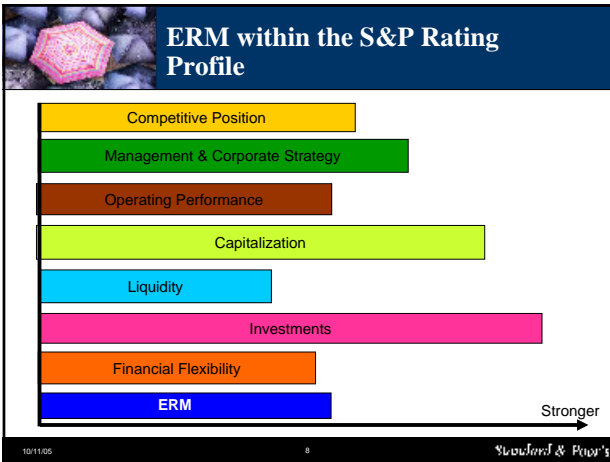 ERM within the S&P Rating
Profile
Competitive Position
Management & Corporate Strategy
Operating Performance
Capitalization
Liquidity
Investments
Financial Flexibility
ERM
Stronger
10/11/05
8
Standard & Poor's